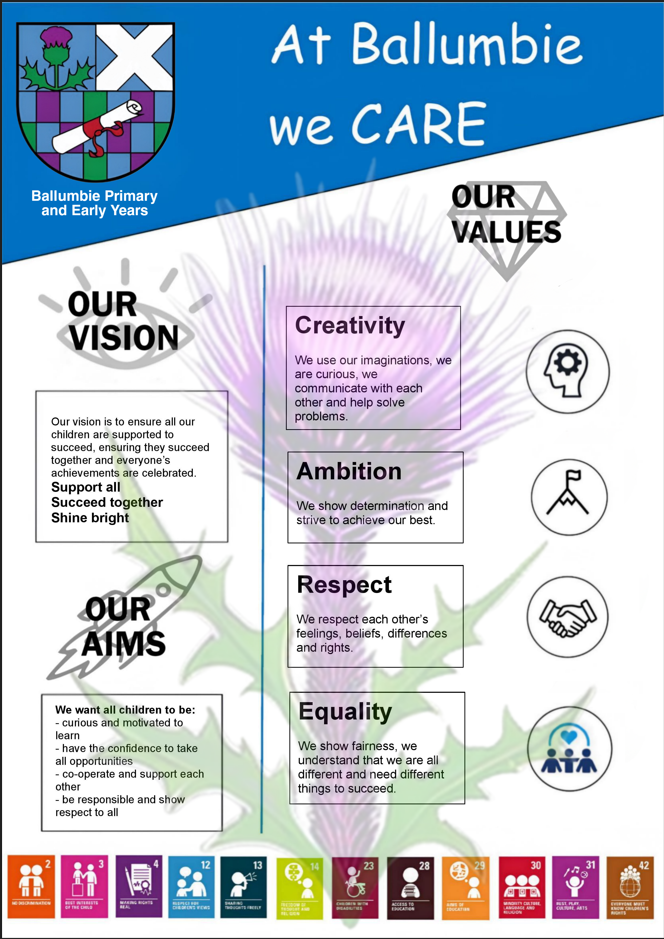 At Ballumbie
we CARE
Ballumbie Primary
and Early Years
OUR
VALUES
OUR
VISION
Our vision is to ensure all our
children are supported to
succeed, ensuring they succeed
together and everyone's
achievements are celebrated.
Support all
Succeed together
Shine bright
OUR
AIMS
We want all children to be:
- curious and motivated to
learn
- have the confidence to take
all opportunities
- co-operate and support each
other
- be responsible and show
respect to all
Creativity
We use our imaginations, we
are curious, we
communicate with each
other and help solve
problems.
Ambition
We show determination and
strive to achieve our best.
Respect
We respect each other's
feelings, beliefs, differences
and rights.
Equality
We show fairness, we
understand that we are all
different and need different
things to succeed.
2
3
BEST INTERESTS
OF THE CHILD
4
MAKING RIGHTS
REAL
12
RESPECT FOR
CHILDREN'S VIEWS
13
SHARING
THOUGHTS FREELY
14
23
CHILDREN WITH
DISABILITIES
28
ACCESS TO
EDUCATION
29
AIMS OF
EDUCATION
30
MINORITY CULTURE,
LANGUAGE AND
RELIGION
31
REST, PLAY,
CULTURE, ARTS
42
EVERYONE MUST
KNOW CHILDREN'S
RIGHTS